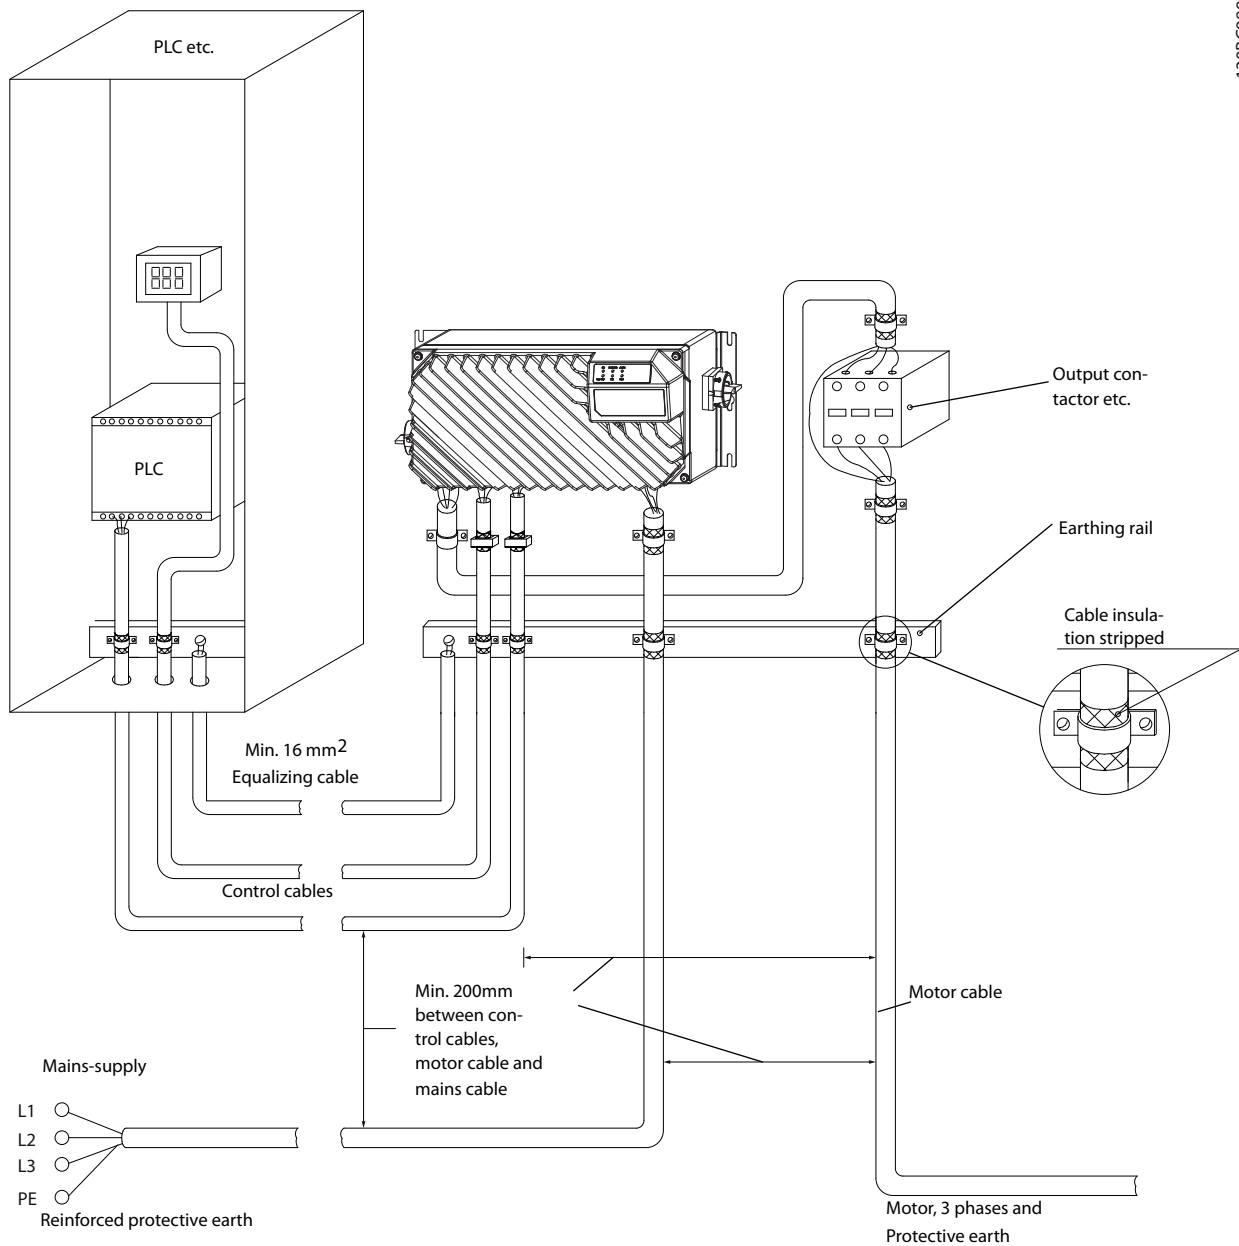 PLC etc.
PLC
Output con-
tactor etc.
Earthing rail
Cable insula-
tion stripped
Min. 16 mm2
Equalizing cable
Control cables
Min. 200mm
between con-
trol cables,
motor cable and
mains cable
Motor cable
Mains-supply
L1
L2
L3
PE
Reinforced protective earth
Motor, 3 phases and
Protective earth